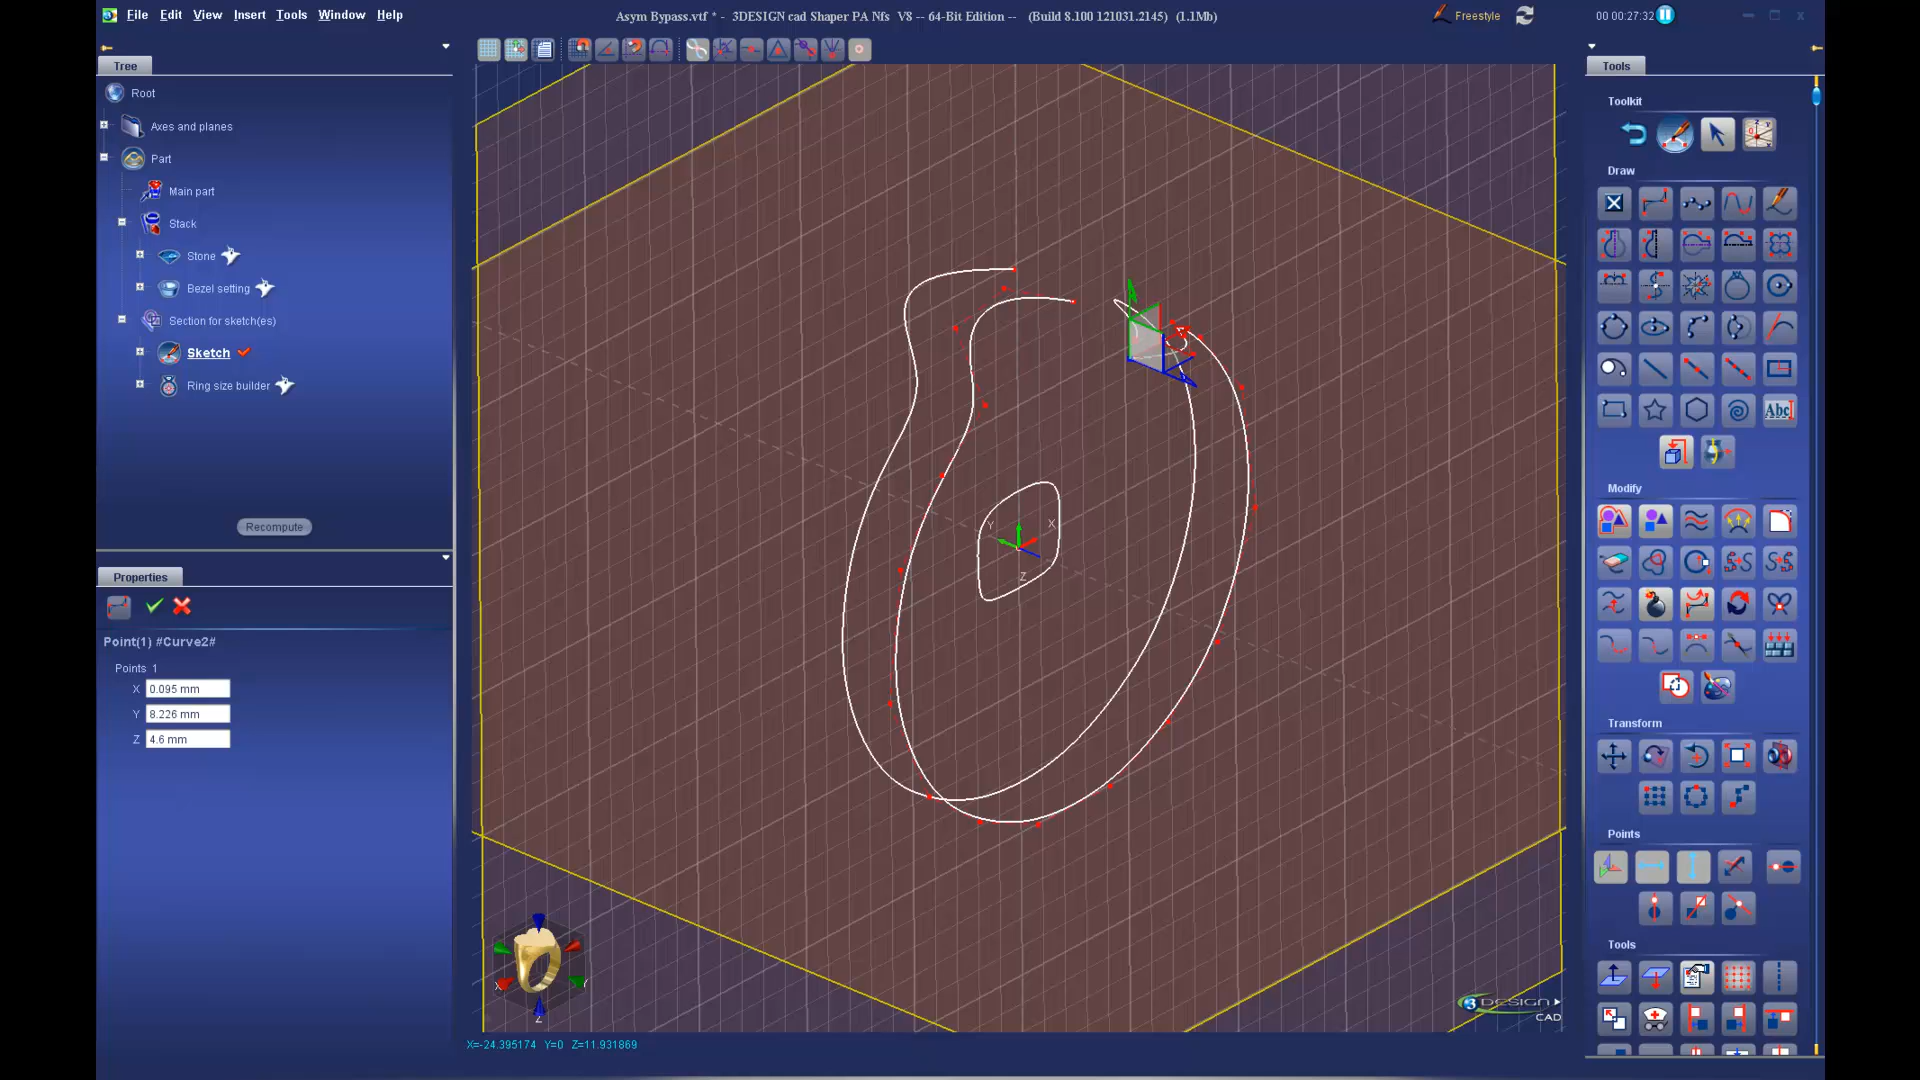 File Edit View Insert Tools Window Help
Asym Bypass.vtf * - 3DESIGN cad Shaper PA Nfs V8 -- 64-Bit Edition -- (Build 8.100 121031.2145) (1.1Mb)
Freestyle
00 00:27:32
Tree
Root
Axes and planes
Part
Main part
Stack
Stone
Bezel setting
Section for sketch(es)
Sketch
Ring size builder
Recompute
Properties
Point(1) #Curve2#
Points 1
X 0.095 mm
Y 8.226 mm
Z 4.6 mm
Y X
Z
X Y
Z
3DESIGN
CAD
X=-24.395174 Y=0 Z=11.931869
Tools
Toolkit
Draw
Abc
Modify
Transform
Points
Tools